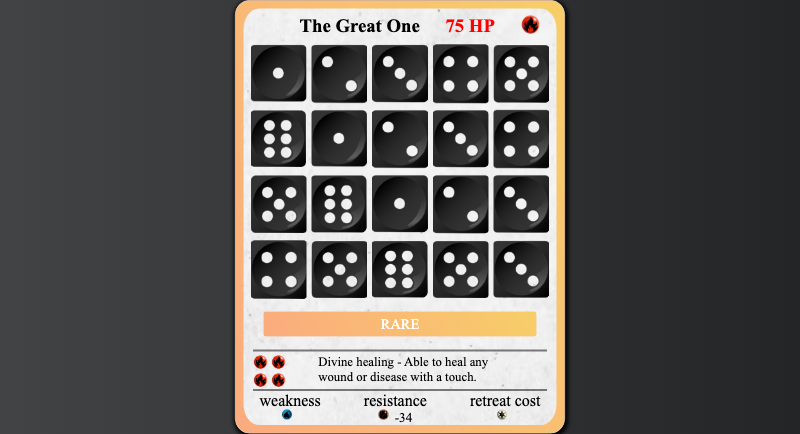 The Great One 75 HP
RARE
Divine healing - Able to heal any
wound or disease with a touch.
weakness resistance retreat cost
-34